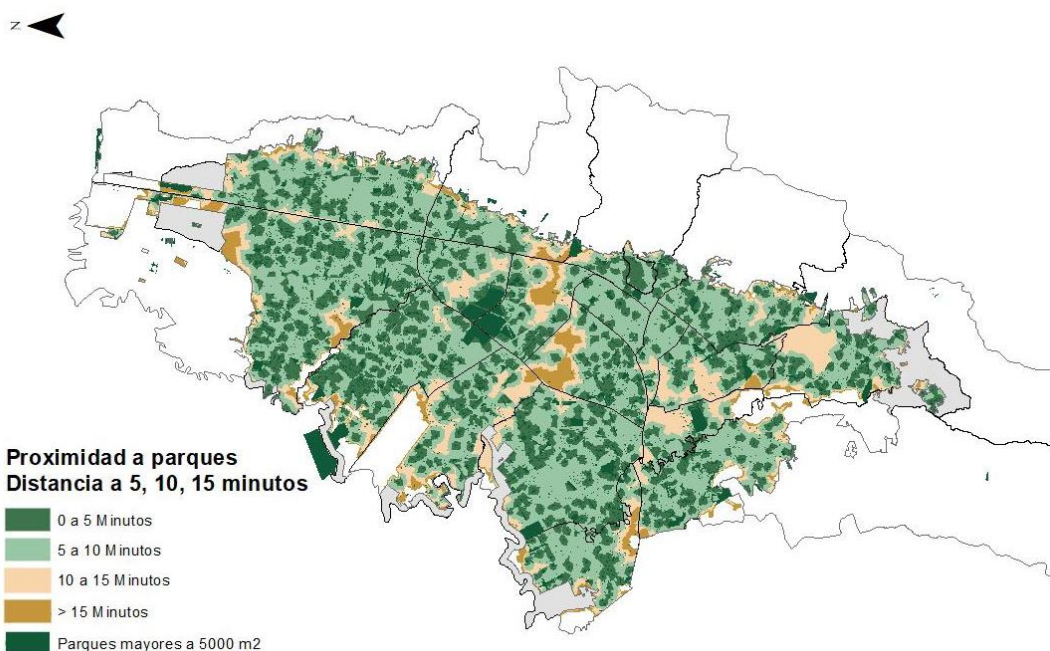 N
Proximidad a parques
Distancia a 5, 10, 15 minutos
0 a 5 Minutos
5 a 10 Minutos
10 a 15 Minutos
> 15 Minutos
Parques mayores a 5000 m2